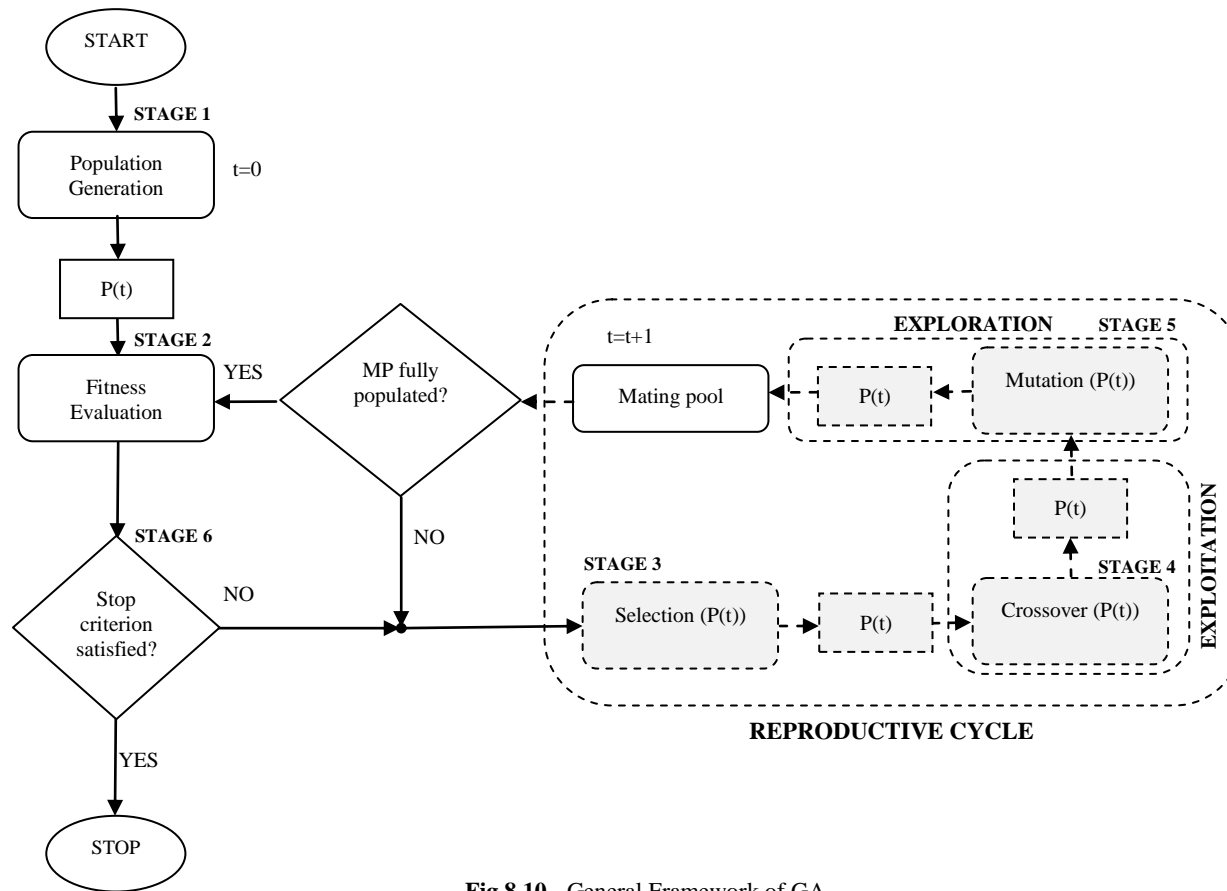 START
STAGE 1
Population
Generation
t=0
P(t)
STAGE 2
Fitness
Evaluation
YES
MP fully
populated?
NO
STAGE 6
Stop
criterion
satisfied?
NO
YES
STOP
t=t+1
Mating pool
EXPLORATION
STAGE 5
P(t)
Mutation (P(t))
P(t)
EXPLOITATION
STAGE 3
Selection (P(t))
P(t)
STAGE 4
Crossover (P(t))
REPRODUCTIVE CYCLE
Fig 8.10 General Framework of GA